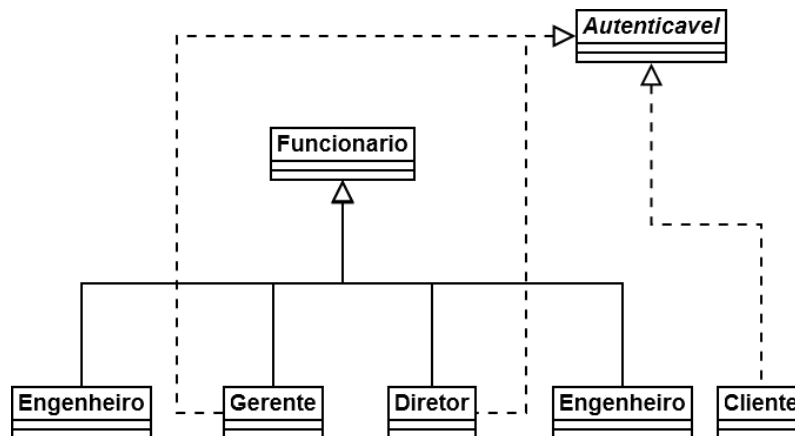 Autenticavel
Funcionario
Engenheiro
Gerente
Diretor
Engenheiro
Cliente